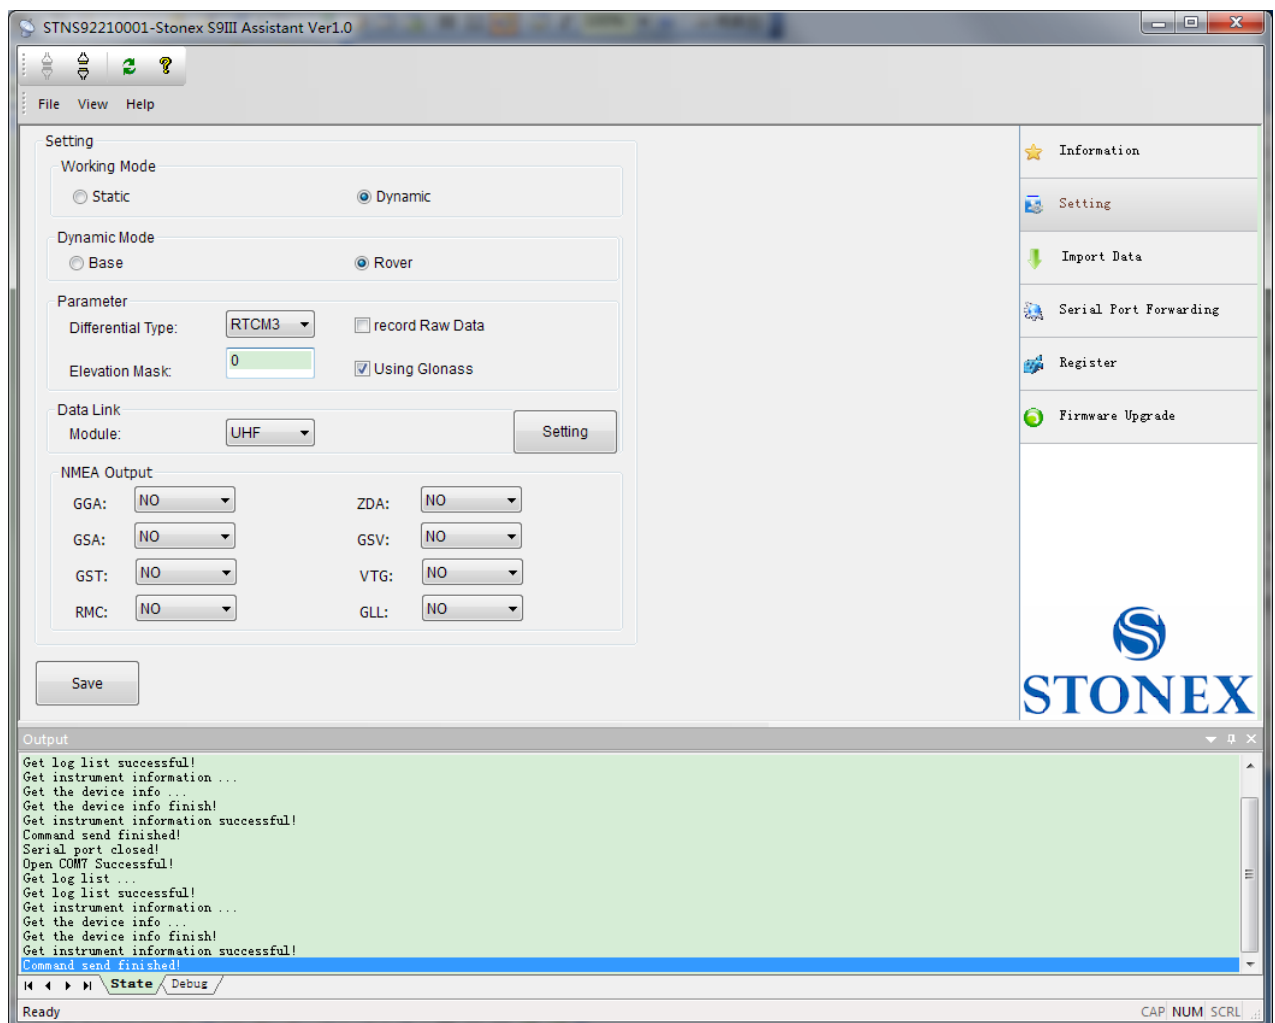 STNS92210001-Stonex S9III Assistant Ver1.0
File View Help
Setting
Working Mode
Static Dynamic
Dynamic Mode
Base Rover
Parameter
Differential Type: RTCM3 record Raw Data
Elevation Mask: 0 Using Glonass
Data Link
Module: UHF Setting
NMEA Output
GGA: NO ZDA: NO
GSA: NO GSV: NO
GST: NO VTG: NO
RMC: NO GLL: NO
Save
Information
Setting
Import Data
Serial Port Forwarding
Register
Firmware Upgrade
STONEX
Output
Get log list successful!
Get instrument information ...
Get the device info ...
Get the device info finish!
Get instrument information successful!
Command send finished!
Serial port closed!
Open COM7 Successful!
Get log list ...
Get log list successful!
Get instrument information ...
Get the device info ...
Get the device info finish!
Get instrument information successful!
Command send finished!
State Debug
Ready CAP NUM SCRL